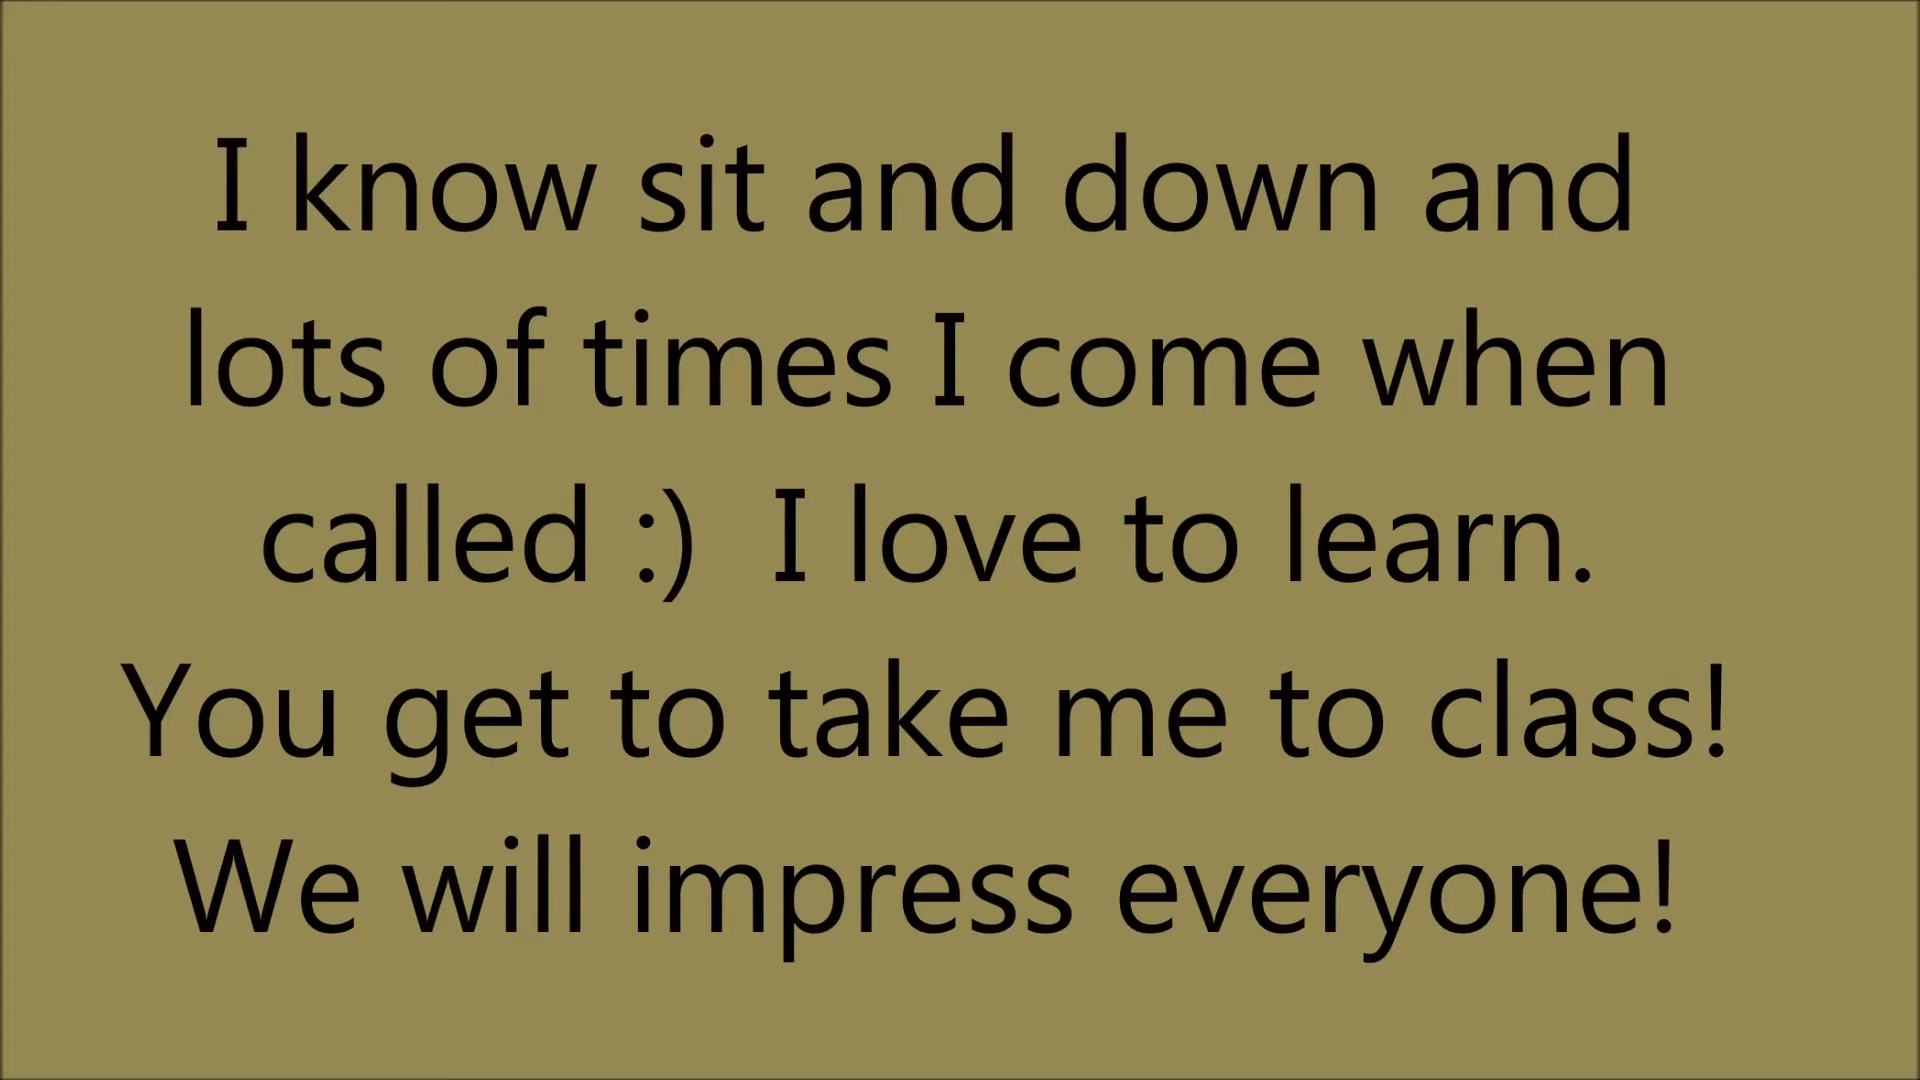 I know sit and down and
lots of times I come when
called :)  I love to learn.
You get to take me to class!
We will impress everyone!